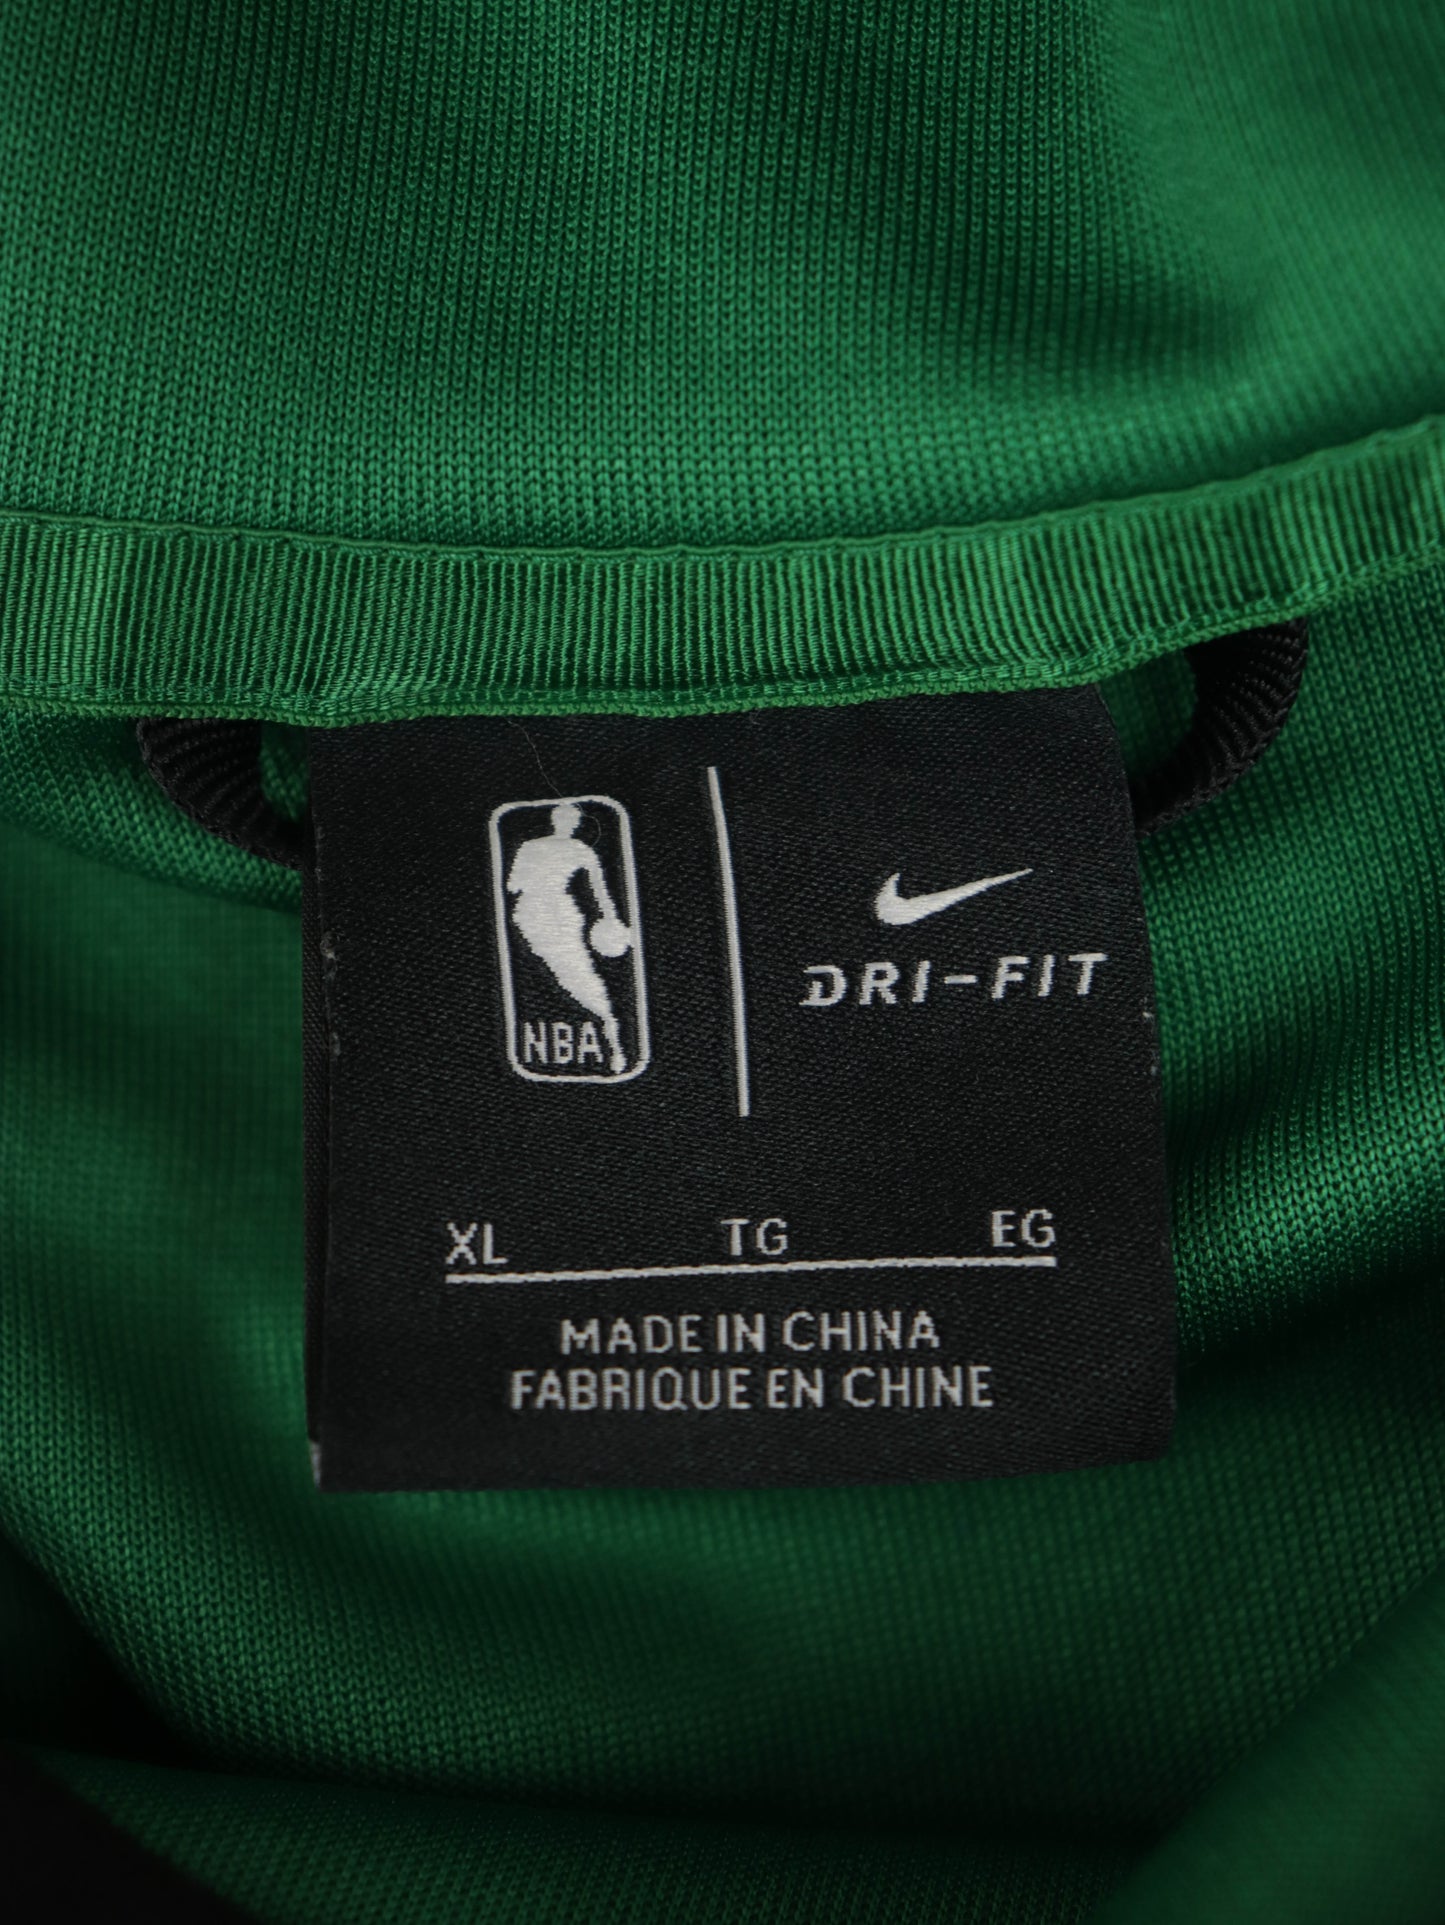 NBA
DRI-FIT
XL TG EG
MADE IN CHINA
FABRIQUE EN CHINE